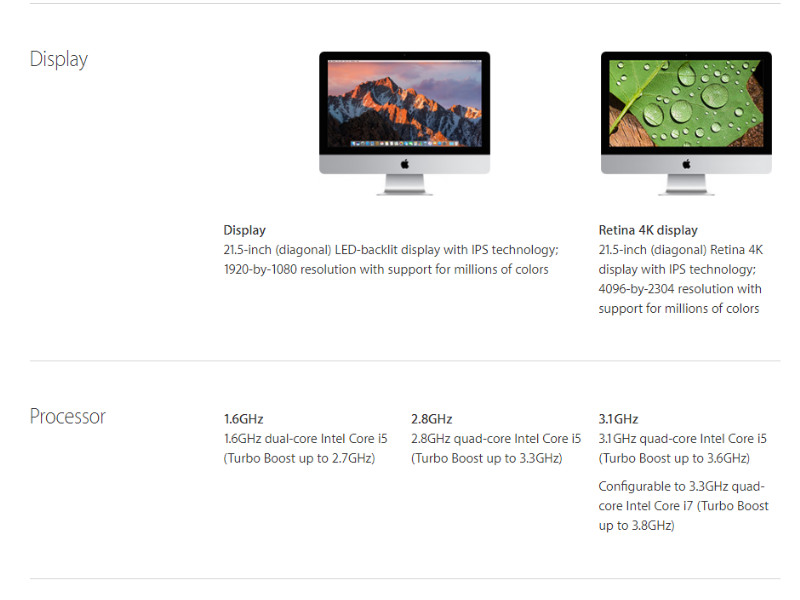 Display
Display
21.5-inch (diagonal) LED-backlit display with IPS technology;
1920-by-1080 resolution with support for millions of colors
Retina 4K display
21.5-inch (diagonal) Retina 4K
display with IPS technology;
4096-by-2304 resolution with
support for millions of colors
Processor
1.6GHz
1.6GHz dual-core Intel Core i5
(Turbo Boost up to 2.7GHz)
2.8GHz
2.8GHz quad-core Intel Core i5
(Turbo Boost up to 3.3GHz)
3.1GHz
3.1GHz quad-core Intel Core i5
(Turbo Boost up to 3.6GHz)
Configurable to 3.3GHz quad-
core Intel Core i7 (Turbo Boost
up to 3.8GHz)